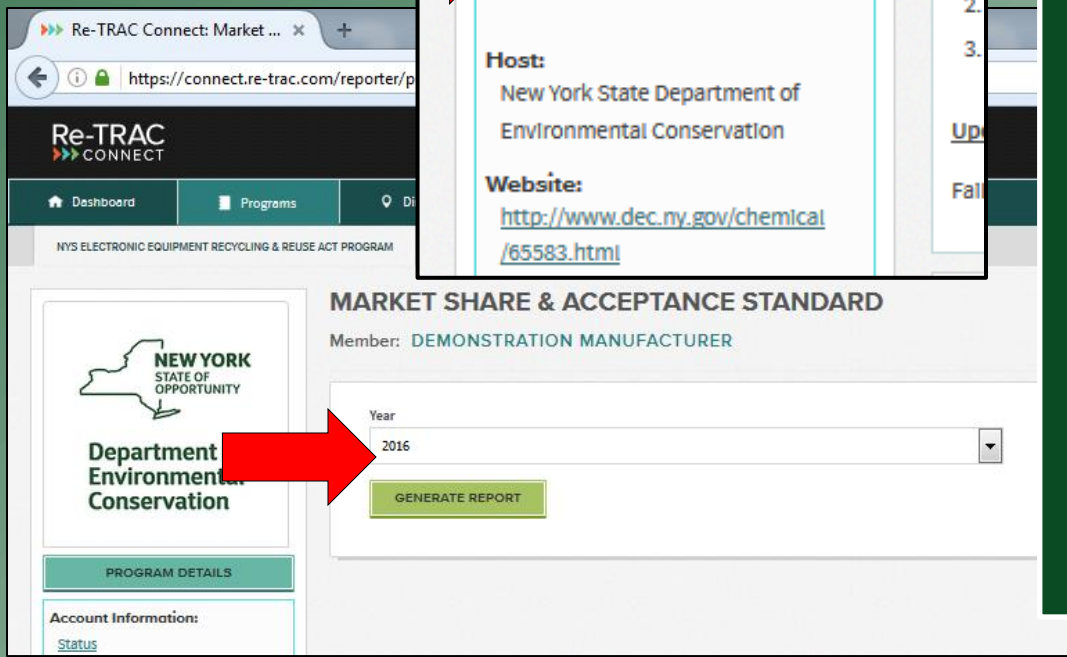 Re-TRAC Connect: Market ...
https://connect.re-trac.com/reporter/p
Re-TRAC
CONNECT
Dashboard
Programs
NYS ELECTRONIC EQUIPMENT RECYCLING & REUSE ACT PROGRAM
Host:
New York State Department of
Environmental Conservation
Website:
http://www.dec.ny.gov/chemical
/65583.html
2.
3.
MARKET SHARE & ACCEPTANCE STANDARD
Member: DEMONSTRATION MANUFACTURER
NEW YORK
STATE OF
OPPORTUNITY
Department
Environmental
Conservation
Year
2016
GENERATE REPORT
PROGRAM DETAILS
Account Information:
Status